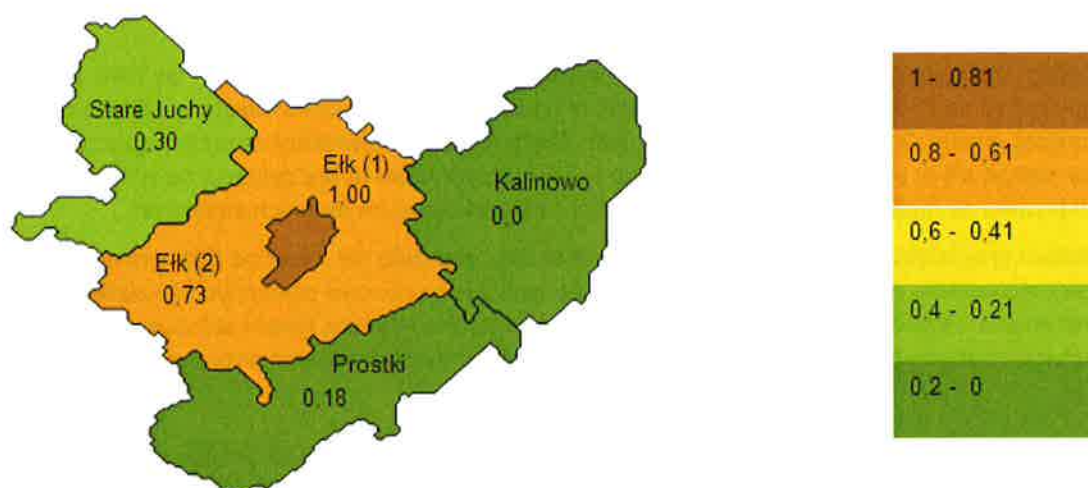 Stare Juchy
0,30
Ełk (1)
1,00
Kalinowo
0,0
Ełk (2)
0,73
Prostki
0,18
1 - 0,81
0,8 - 0,61
0,6 - 0,41
0,4 - 0,21
0,2 - 0